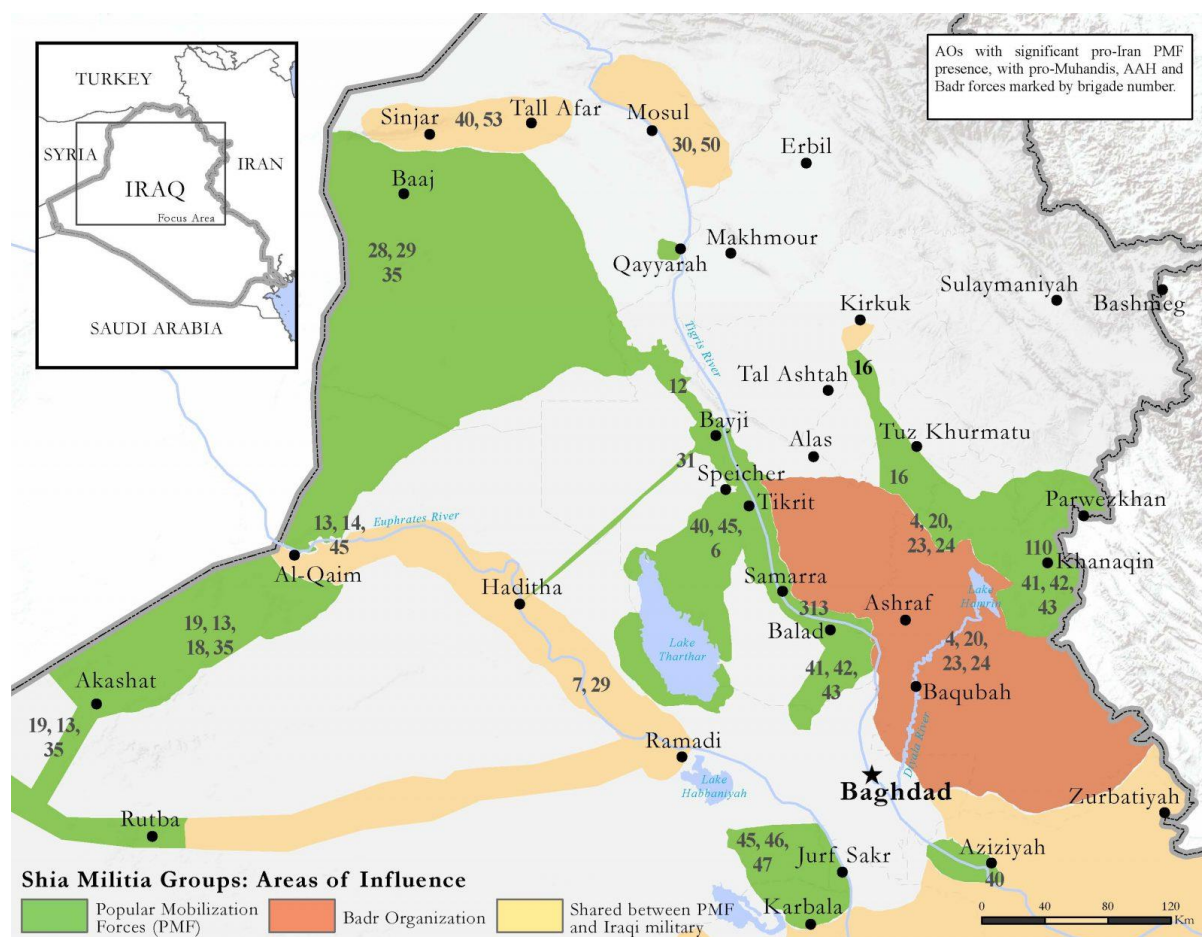 TURKEY
SYRIA
IRAN
IRAQ
Focus Area
SAUDI ARABIA
AOs with significant pro-Iran PMF
presence, with pro-Muhandis, AAH and
Badr forces marked by brigade number.
Sinjar
40, 53
Tall Afar
Mosul
30, 50
Erbil
Baaj
28, 29
35
Qayyarah
Makhmour
Sulaymaniyah
Bashmeg
Kirkuk
Tigris River
16
12
Tal Ashtah
Bayji
Tuz Khurmatu
31
Alas
Speicher
16
Tikrit
Parwezkhan
13, 14,
45
Euphrates River
40, 45,
6
4, 20,
23, 24
110
Khanaqin
41, 42,
43
Al-Qaim
Haditha
Samarra
Lake
Hamrin
313
Ashraf
Balad
19, 13,
18, 35
Lake
Tharthar
4, 20,
23, 24
41, 42,
43
7, 29
Baqubah
Akashat
19, 13,
35
Ramadi
Diyala River
Lake
Habbaniyah
Baghdad
Zurbatiyah
Rutba
45, 46,
47
Jurf Sakr
Aziziyah
40
Karbala
Shia Militia Groups: Areas of Influence
Popular Mobilization
Forces (PMF)
Badr Organization
Shared between PMF
and Iraqi military
0 40 80 120
Km